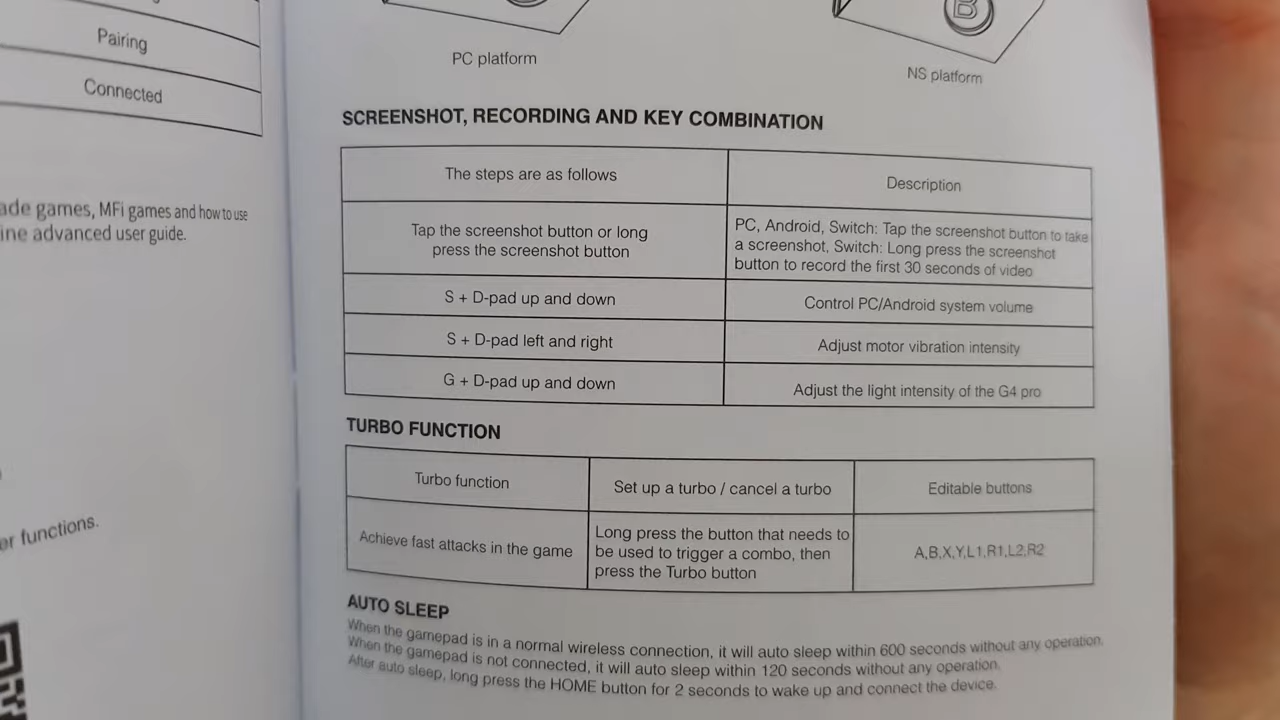 Pairing
Connected
ade games, MFi games and how to use
ine advanced user guide.
er functions.
B
PC platform
NS platform
SCREENSHOT, RECORDING AND KEY COMBINATION
The steps are as follows
Description
Tap the screenshot button or long
press the screenshot button
PC, Android, Switch: Tap the screenshot button to take
a screenshot, Switch: Long press the screenshot
button to record the first 30 seconds of video
S + D-pad up and down
Control PC/Android system volume
S + D-pad left and right
Adjust motor vibration intensity
G + D-pad up and down
Adjust the light intensity of the G4 pro
TURBO FUNCTION
Turbo function
Set up a turbo / cancel a turbo
Editable buttons
Achieve fast attacks in the game
Long press the button that needs to
be used to trigger a combo, then
press the Turbo button
A,B,X,Y,L1,R1,L2,R2
AUTO SLEEP
When the gamepad is in a normal wireless connection, it will auto sleep within 600 seconds without any operation.
When the gamepad is not connected, it will auto sleep within 120 seconds without any operation.
After auto sleep, long press the HOME button for 2 seconds to wake up and connect the device.